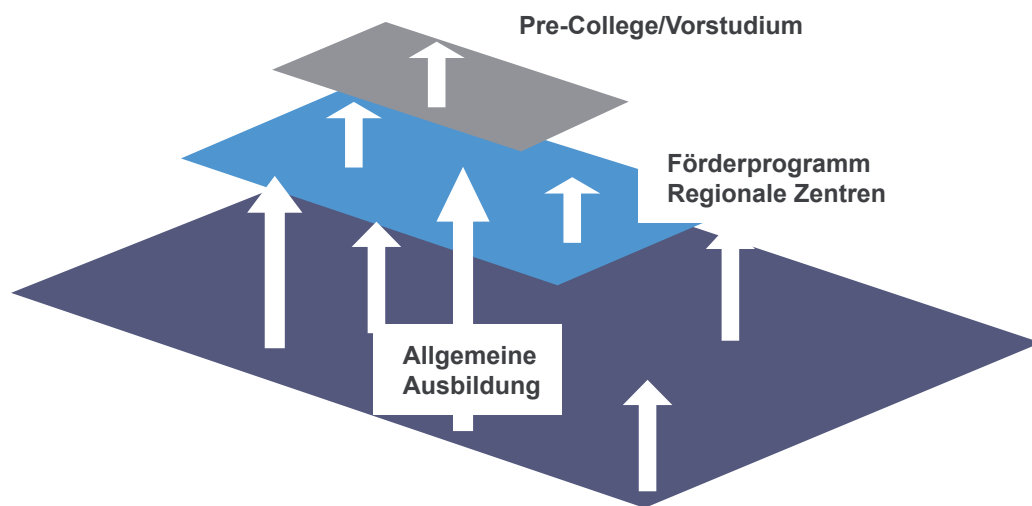 Pre-College/Vorstudium
Förderprogramm
Regionale Zentren
Allgemeine
Ausbildung